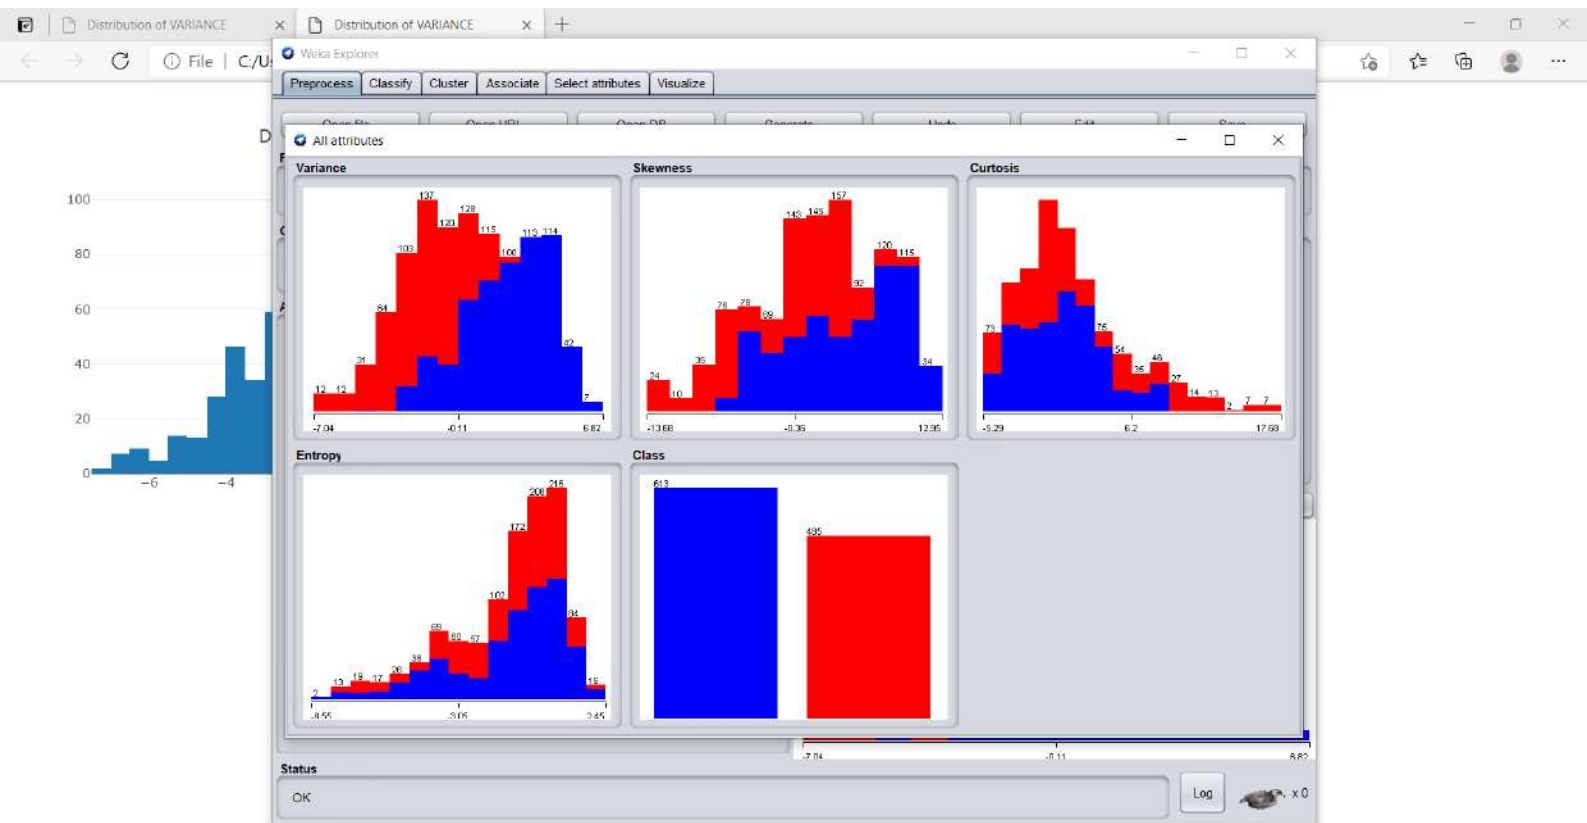 Distribution of VARIANCE
Distribution of VARIANCE
File
C:/Us
Weka Explorer
Preprocess Classify Cluster Associate Select attributes Visualize
D
All attributes
Variance
137
120
128
115
103
106
113 114
64
31
12 12
42
7
-7.04 -0.11 6.82
Skewness
157
143 145
120
115
92
78 78
69
35
24
10
34
-13.68 -0.36 12.95
Curtosis
73
75
54
35
46
27
14 13
2 7 7
-5.29 6.2 17.68
100
80
60
40
20
0
-6 -4
Entropy
216
208
172
102
84
69
60 57
38
26
13 19 17
2
15
-8.55 -3.05 2.45
Class
613
485
-7.04 -0.11 6.82
Status
OK
Log
x 0